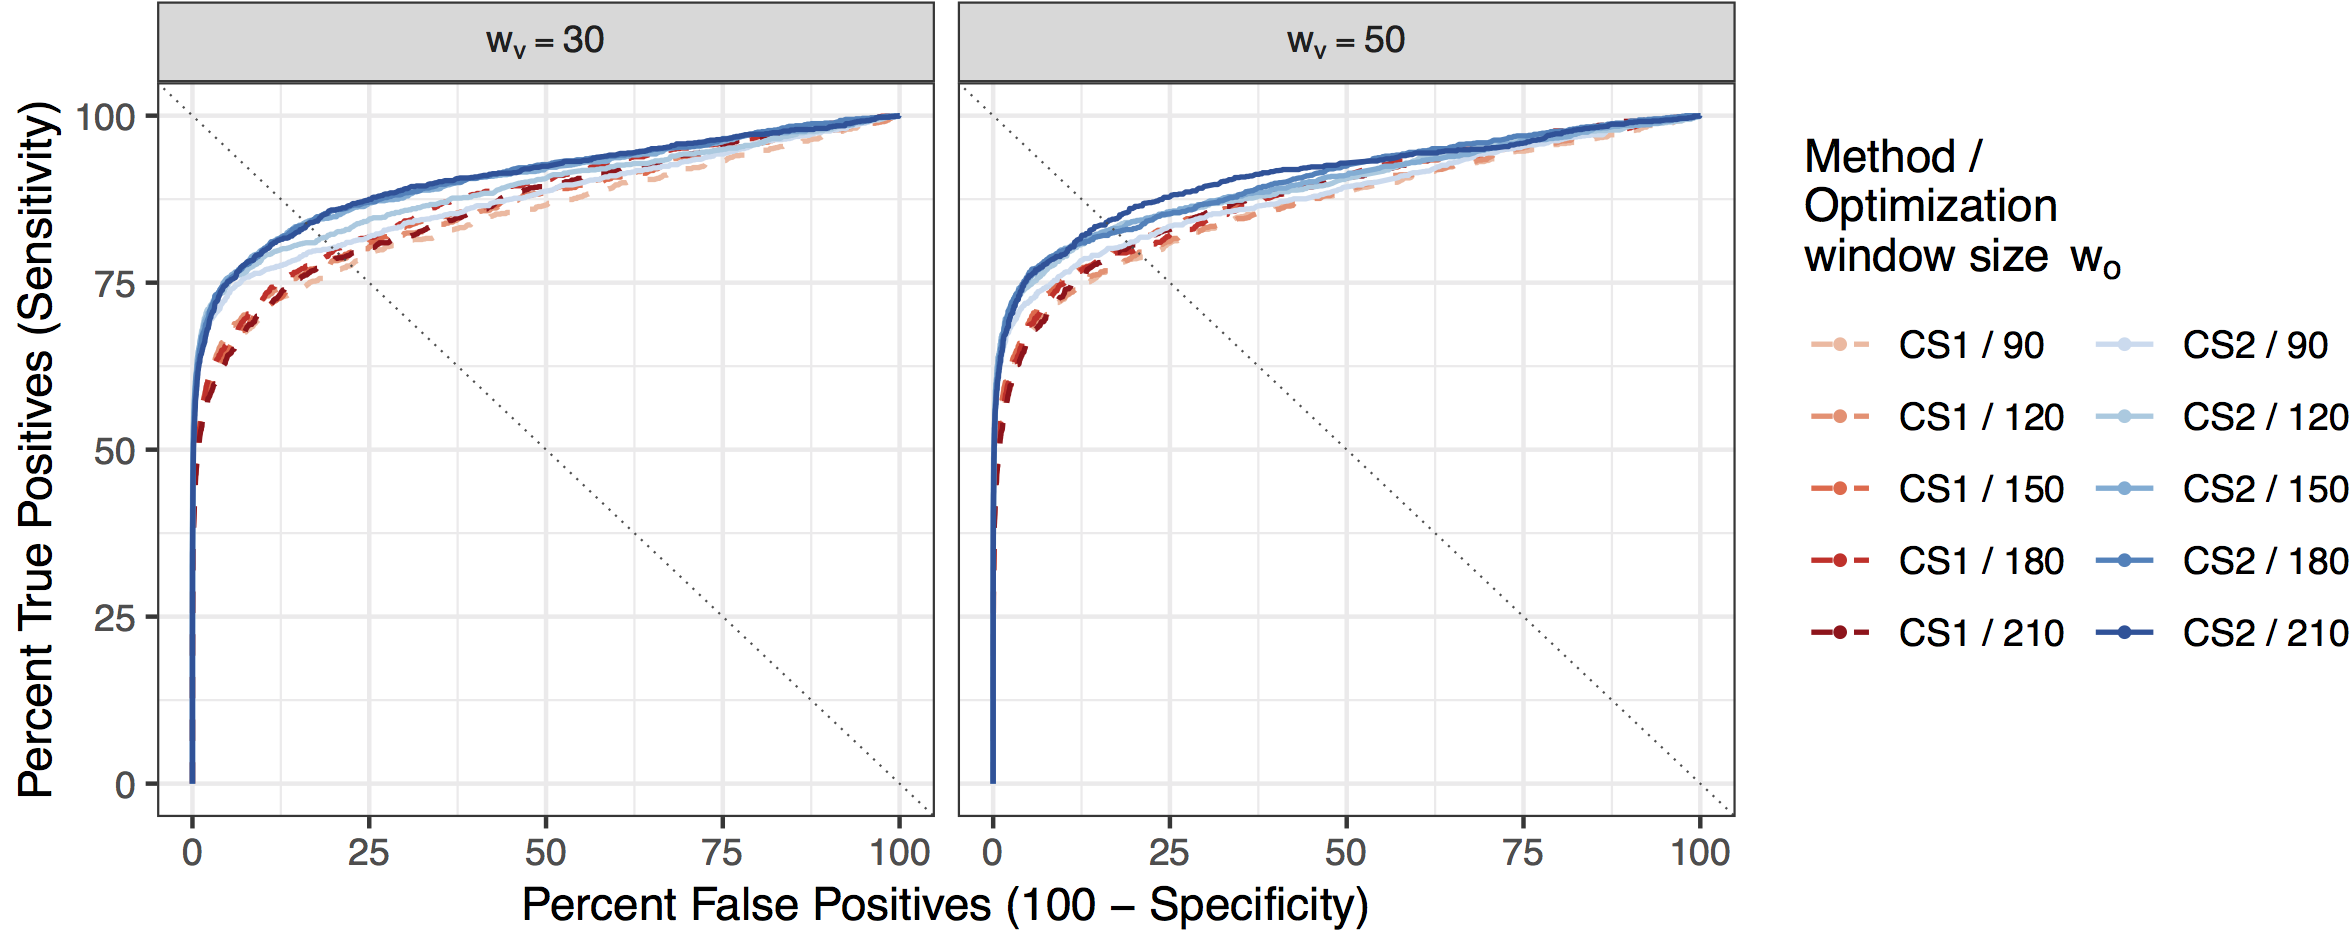 wᵥ = 30
wᵥ = 50
Percent True Positives (Sensitivity)
100
75
50
25
0
0 25 50 75 100
0 25 50 75 100
Percent False Positives (100 − Specificity)
Method /
Optimization
window size wₒ
CS1 / 90 CS2 / 90
CS1 / 120 CS2 / 120
CS1 / 150 CS2 / 150
CS1 / 180 CS2 / 180
CS1 / 210 CS2 / 210